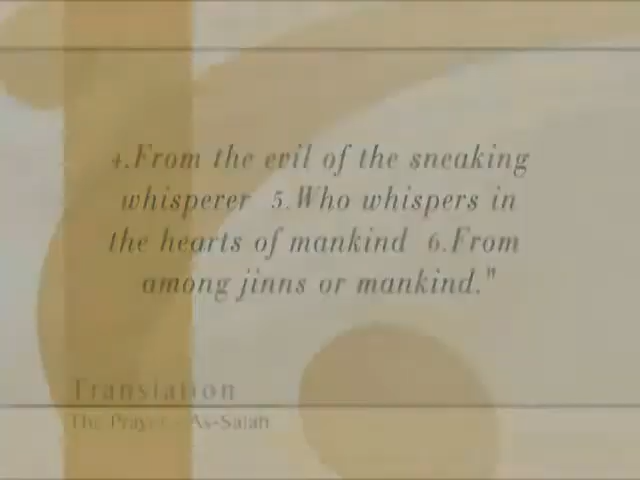 4.From the evil of the sneaking
whisperer 5.Who whispers in
the hearts of mankind 6.From
among jinns or mankind."
Translation
The Prayer - As-Salah